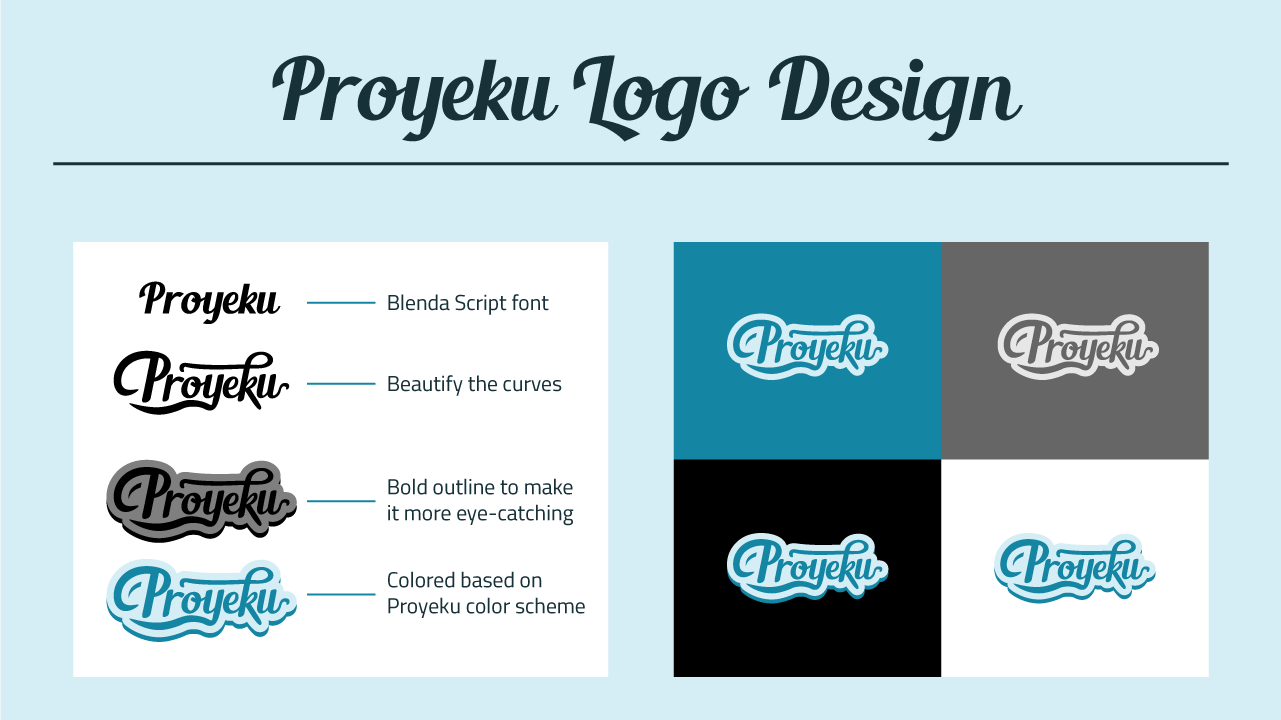 Proyeku Logo Design
Proyeku
Blenda Script font
Proyeku
Beautify the curves
Proyeku
Bold outline to make
it more eye-catching
Proyeku
Colored based on
Proyeku color scheme
Proyeku
Proyeku
Proyeku
Proyeku